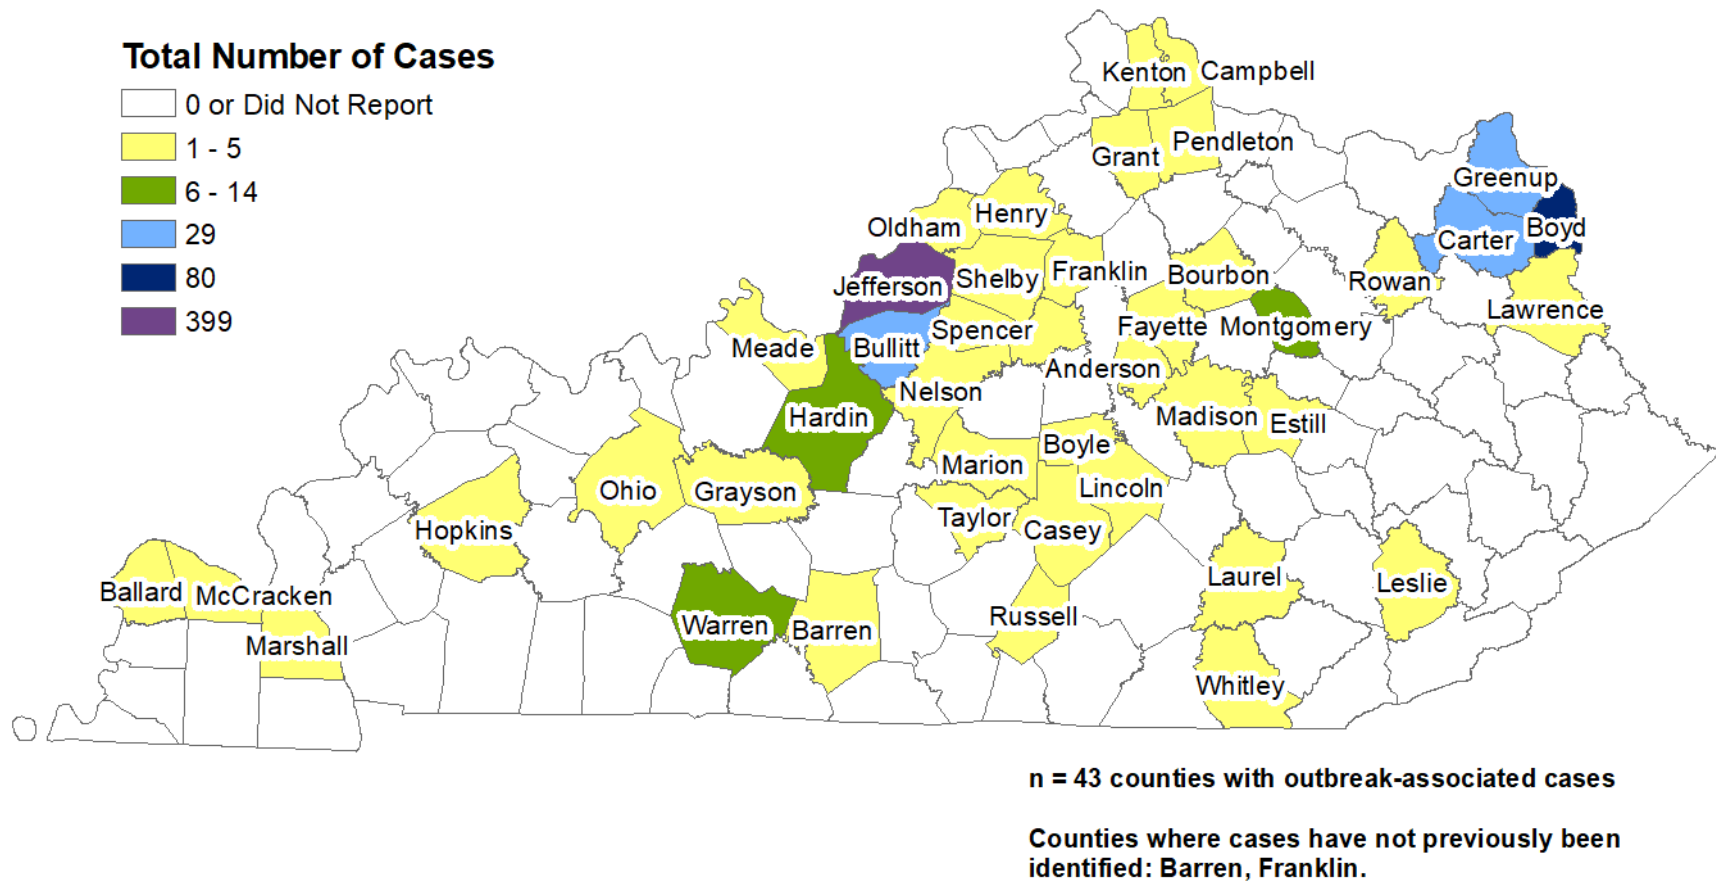 Total Number of Cases
0 or Did Not Report
1 - 5
6 - 14
29
80
399
Kenton
Campbell
Pendleton
Grant
Greenup
Henry
Oldham
Carter
Boyd
Jefferson
Shelby
Franklin
Bourbon
Rowan
Lawrence
Spencer
Fayette
Montgomery
Meade
Bullitt
Anderson
Nelson
Hardin
Madison
Estill
Boyle
Marion
Lincoln
Ohio
Grayson
Taylor
Casey
Hopkins
Laurel
Leslie
Ballard
McCracken
Russell
Warren
Barren
Marshall
Whitley
n = 43 counties with outbreak-associated cases
Counties where cases have not previously been
identified: Barren, Franklin.